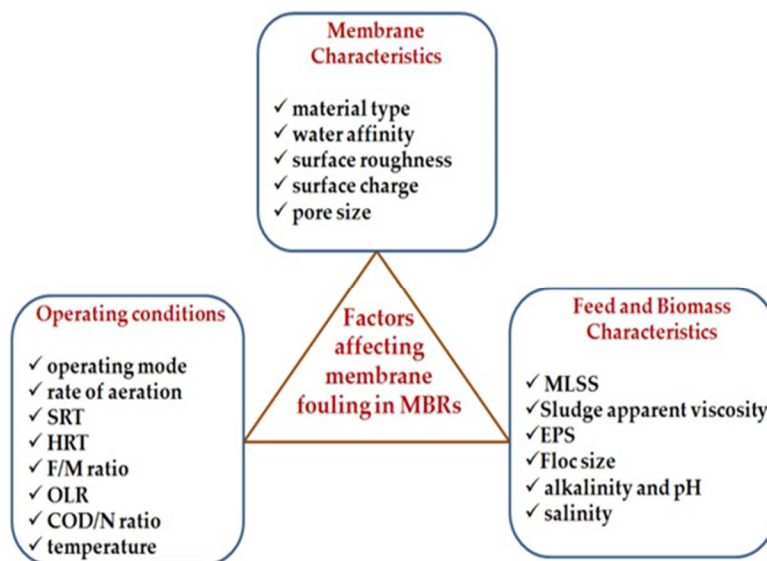 Membrane
Characteristics
✓ material type
✓ water affinity
✓ surface roughness
✓ surface charge
✓ pore size
Factors
affecting
membrane
fouling in MBRs
Operating conditions
✓ operating mode
✓ rate of aeration
✓ SRT
✓ HRT
✓ F/M ratio
✓ OLR
✓ COD/N ratio
✓ temperature
Feed and Biomass
Characteristics
✓ MLSS
✓ Sludge apparent viscosity
✓ EPS
✓ Floc size
✓ alkalinity and pH
✓ salinity